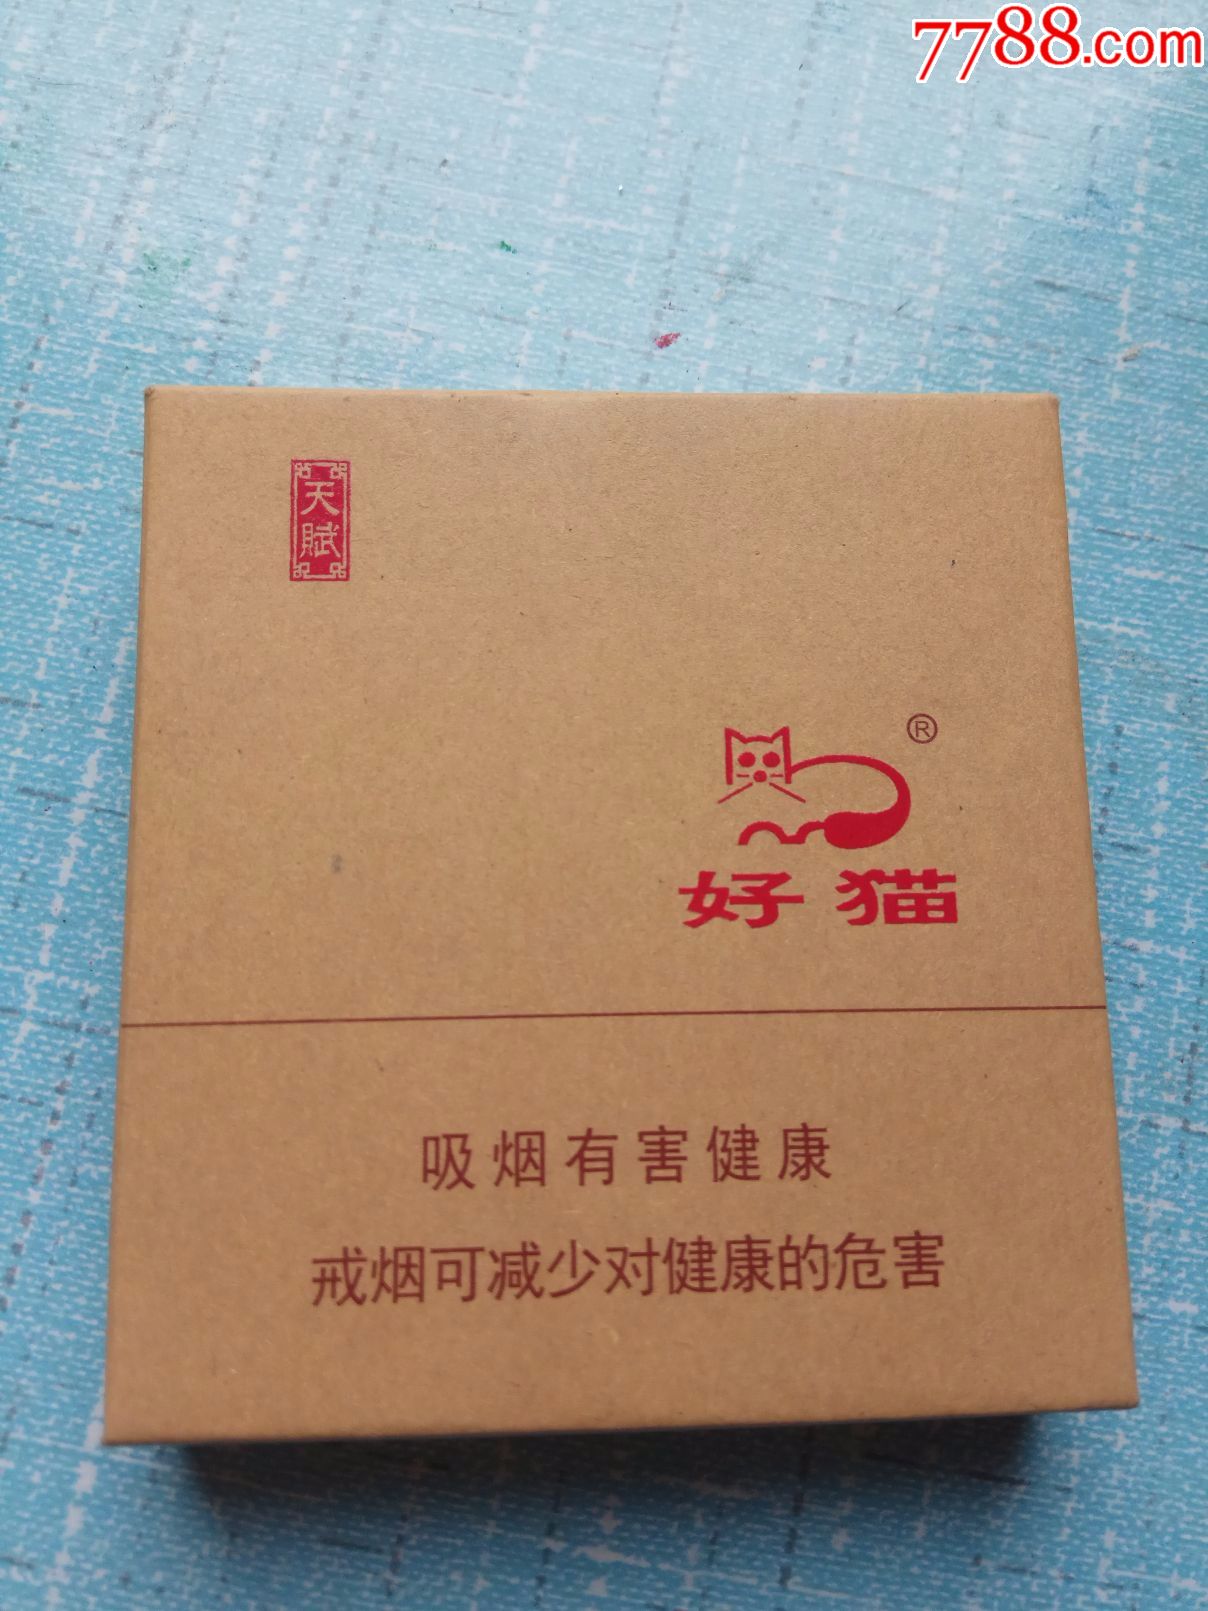 7788.com
天賦
®
好猫
吸烟有害健康
戒烟可减少对健康的危害